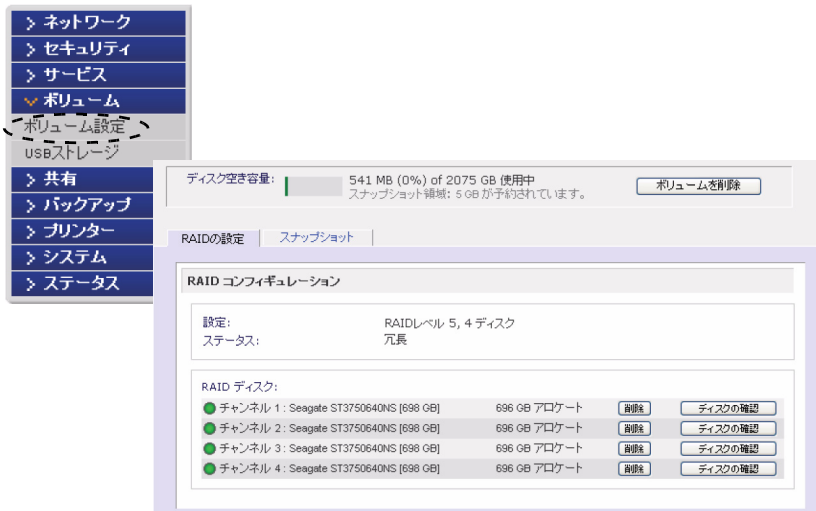 > ネットワーク
> セキュリティ
> サービス
ボリューム
ボリューム設定
USBストレージ
> 共有
> バックアップ
> プリンター
> システム
> ステータス
ディスク空き容量: 541 MB (0%) of 2075 GB 使用中
スナップショット領域: 5 GB が予約されています。
ボリュームを削除
RAIDの設定 スナップショット
RAID コンフィギュレーション
設定: RAIDレベル 5, 4 ディスク
ステータス: 冗長
RAID ディスク:
チャンネル 1 : Seagate ST3750640NS [698 GB] 696 GB アロケート 削除 ディスクの確認
チャンネル 2 : Seagate ST3750640NS [698 GB] 696 GB アロケート 削除 ディスクの確認
チャンネル 3 : Seagate ST3750640NS [698 GB] 696 GB アロケート 削除 ディスクの確認
チャンネル 4 : Seagate ST3750640NS [698 GB] 696 GB アロケート 削除 ディスクの確認